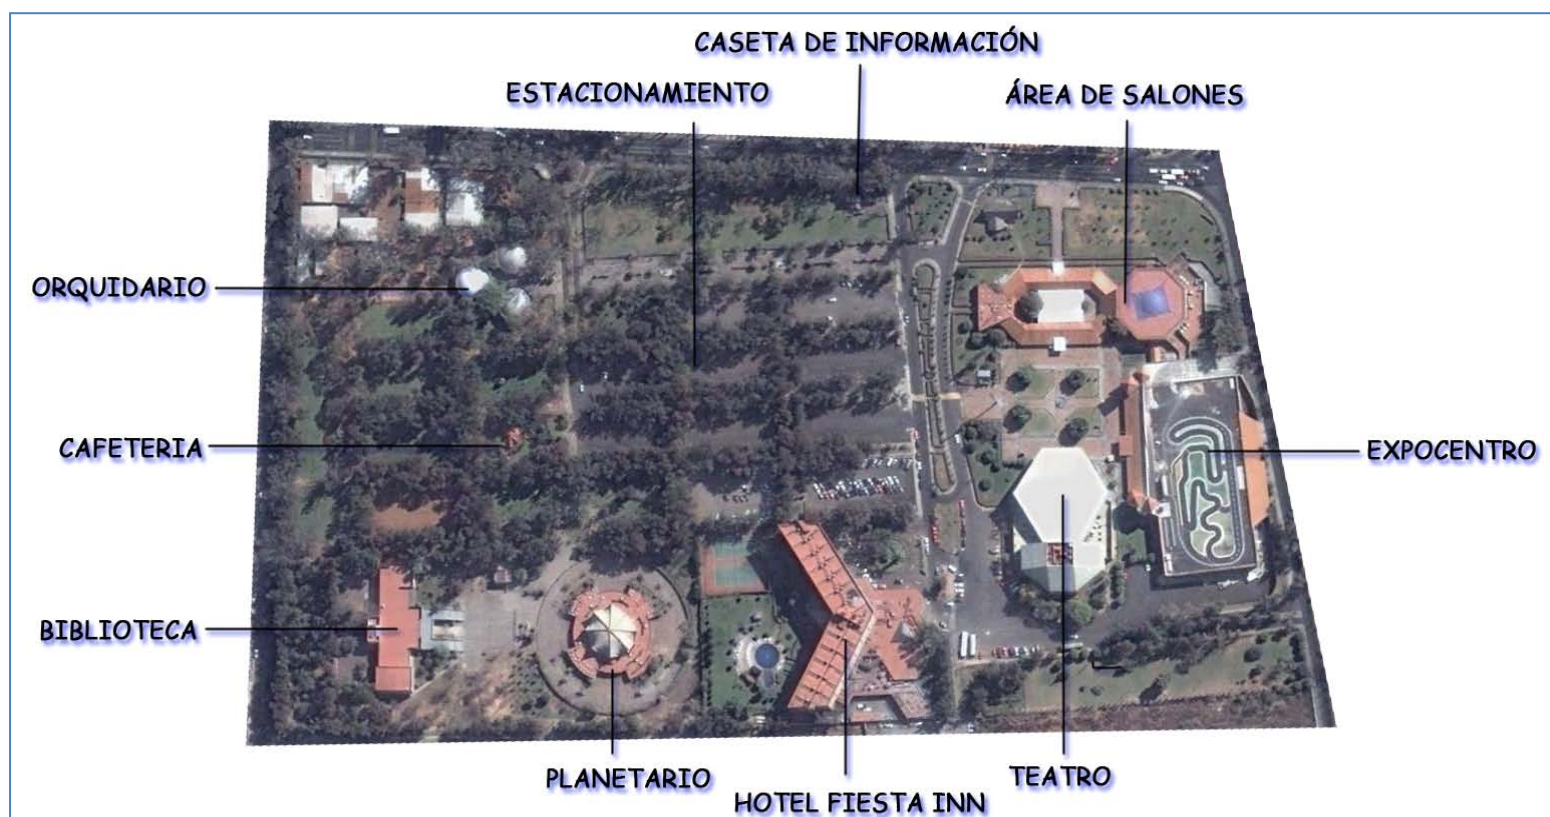 CASETA DE INFORMACIÓN
ESTACIONAMIENTO
ÁREA DE SALONES
ORQUIDARIO
CAFETERIA
EXPOCENTRO
BIBLIOTECA
PLANETARIO
HOTEL FIESTA INN
TEATRO